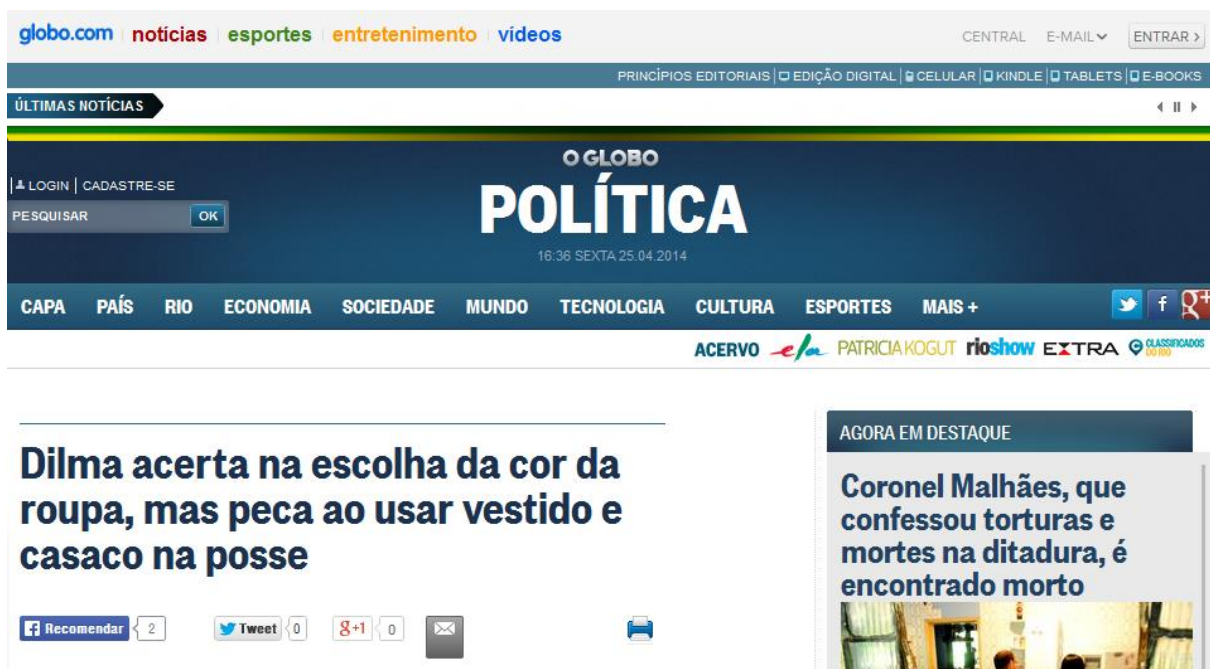 globo.com notícias esportes entretenimento vídeos CENTRAL E-MAIL ENTRAR >
PRINCÍPIOS EDITORIAIS EDIÇÃO DIGITAL CELULAR KINDLE TABLETS E-BOOKS
ÚLTIMAS NOTÍCIAS
O GLOBO
POLÍTICA
16:36 SEXTA 25.04.2014
LOGIN CADASTRE-SE
PESQUISAR OK
CAPA PAÍS RIO ECONOMIA SOCIEDADE MUNDO TECNOLOGIA CULTURA ESPORTES MAIS + f g+
ACERVO ela PATRICIA KOGUT rioshow EXTRA CLASSIFICADOS DO RIO
Dilma acerta na escolha da cor da
roupa, mas peca ao usar vestido e
casaco na posse
f Recomendar 2 Tweet 0 g+1 0
AGORA EM DESTAQUE
Coronel Malhães, que
confessou torturas e
mortes na ditadura, é
encontrado morto